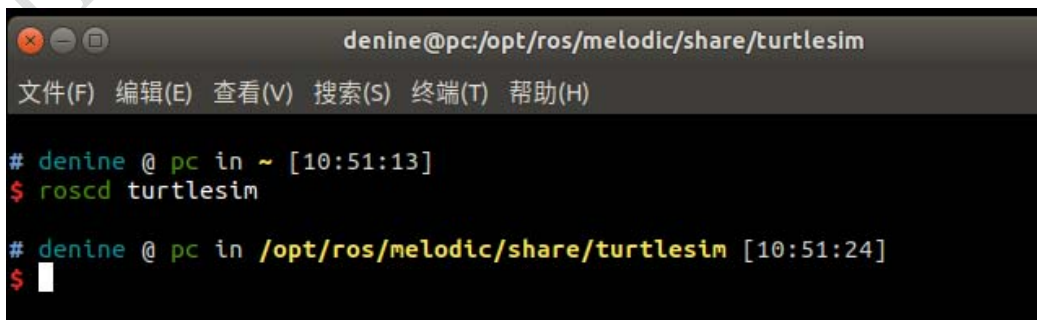 denine@pc:/opt/ros/melodic/share/turtlesim
文件(F) 编辑(E) 查看(V) 搜索(S) 终端(T) 帮助(H)
# denine @ pc in ~ [10:51:13]
$ roscd turtlesim
# denine @ pc in /opt/ros/melodic/share/turtlesim [10:51:24]
$